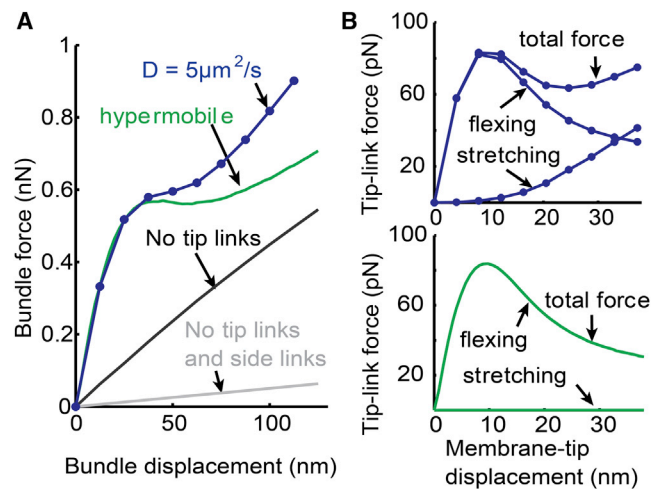 A
Bundle force (nN)
1
0.8
0.6
0.4
0.2
0
D = 5µm²/s
hypermobile
No tip links
No tip links
and side links
0
50
100
Bundle displacement (nm)
B
Tip-link force (pN)
100
60
20
total force
flexing
stretching
0
10
20
30
Tip-link force (pN)
100
60
20
total force
flexing
stretching
0
10
20
30
Membrane-tip
displacement (nm)